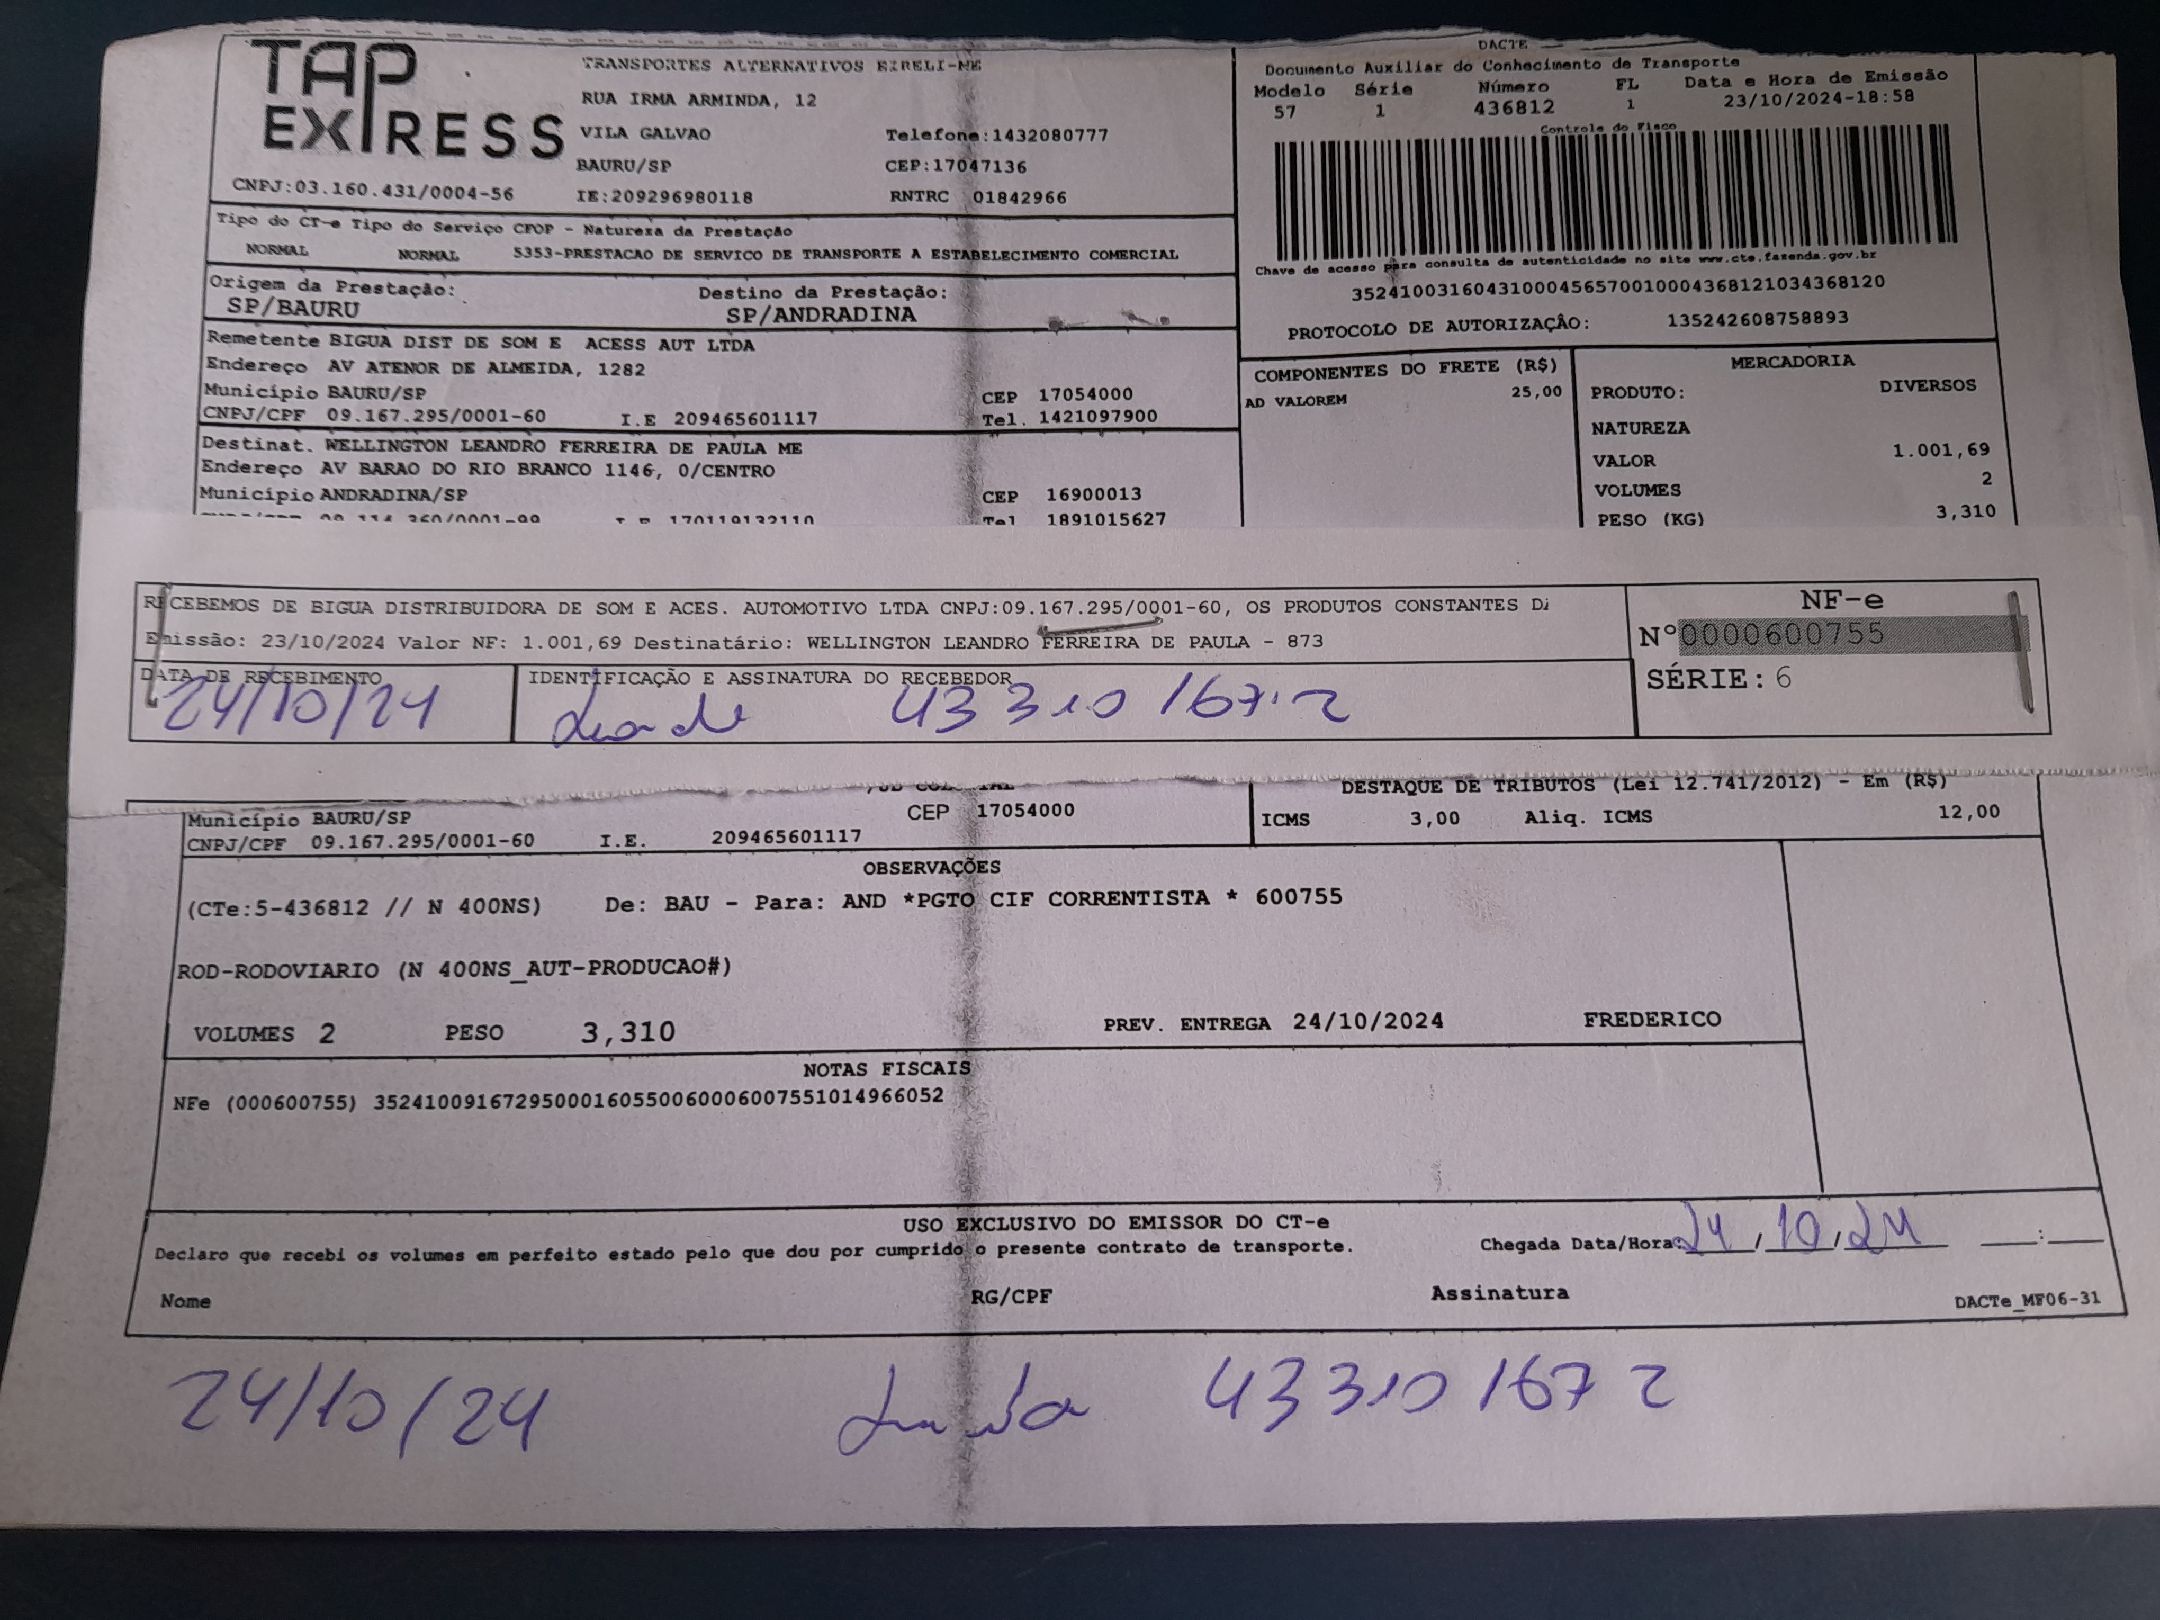 TAP
EXPRESS
CNPJ:03.160.431/0004-56
TRANSPORTES ALTERNATIVOS EIRELI-ME
RUA IRMA ARMINDA, 12
VILA GALVAO Telefone:1432080777
BAURU/SP CEP:17047136
IE:209296980118 RNTRC 01842966
DACTE
Documento Auxiliar do Conhecimento de Transporte
Modelo Série Número FL Data e Hora de Emissão
57 1 436812 1 23/10/2024-18:58
Controle do Fisco
Chave de acesso para consulta de autenticidade no site www.cte.fazenda.gov.br
35241003160431000456570010004368121034368120
PROTOCOLO DE AUTORIZAÇÃO: 135242608758893
Tipo do CT-e Tipo do Serviço CFOP - Natureza da Prestação
NORMAL NORMAL 5353-PRESTACAO DE SERVICO DE TRANSPORTE A ESTABELECIMENTO COMERCIAL
Origem da Prestação: Destino da Prestação:
SP/BAURU SP/ANDRADINA
Remetente BIGUA DIST DE SOM E ACESS AUT LTDA
Endereço AV ATENOR DE ALMEIDA, 1282
Município BAURU/SP CEP 17054000
CNPJ/CPF 09.167.295/0001-60 I.E 209465601117 Tel. 1421097900
Destinat. WELLINGTON LEANDRO FERREIRA DE PAULA ME
Endereço AV BARAO DO RIO BRANCO 1146, 0/CENTRO
Município ANDRADINA/SP CEP 16900013
I.E 170119132110 Tel 1891015627
COMPONENTES DO FRETE (R$)
AD VALOREM 25,00
MERCADORIA
PRODUTO: DIVERSOS
NATUREZA
VALOR 1.001,69
VOLUMES 2
PESO (KG) 3,310
RECEBEMOS DE BIGUA DISTRIBUIDORA DE SOM E ACES. AUTOMOTIVO LTDA CNPJ:09.167.295/0001-60, OS PRODUTOS CONSTANTES
Emissão: 23/10/2024 Valor NF: 1.001,69 Destinatário: WELLINGTON LEANDRO FERREIRA DE PAULA - 873
DATA DE RECEBIMENTO IDENTIFICAÇÃO E ASSINATURA DO RECEBEDOR
24/10/24 43 310 167.2
NF-e
Nº0000600755
SÉRIE: 6
DESTAQUE DE TRIBUTOS (Lei 12.741/2012) - Em (R$)
Município BAURU/SP CEP 17054000
CNPJ/CPF 09.167.295/0001-60 I.E. 209465601117
ICMS 3,00 Aliq. ICMS 12,00
OBSERVAÇÕES
(CTe:5-436812 // N 400NS) De: BAU - Para: AND *PGTO CIF CORRENTISTA * 600755
ROD-RODOVIARIO (N 400NS_AUT-PRODUCAO#)
VOLUMES 2 PESO 3,310 PREV. ENTREGA 24/10/2024 FREDERICO
NOTAS FISCAIS
NFe (000600755) 35241009167295000160550060006007551014966052
USO EXCLUSIVO DO EMISSOR DO CT-e
Declaro que recebi os volumes em perfeito estado pelo que dou por cumprido o presente contrato de transporte. Chegada Data/Hora: 24/10/24 __:__
Nome RG/CPF Assinatura DACTe_MF06-31
24/10/24 43 310 167 2